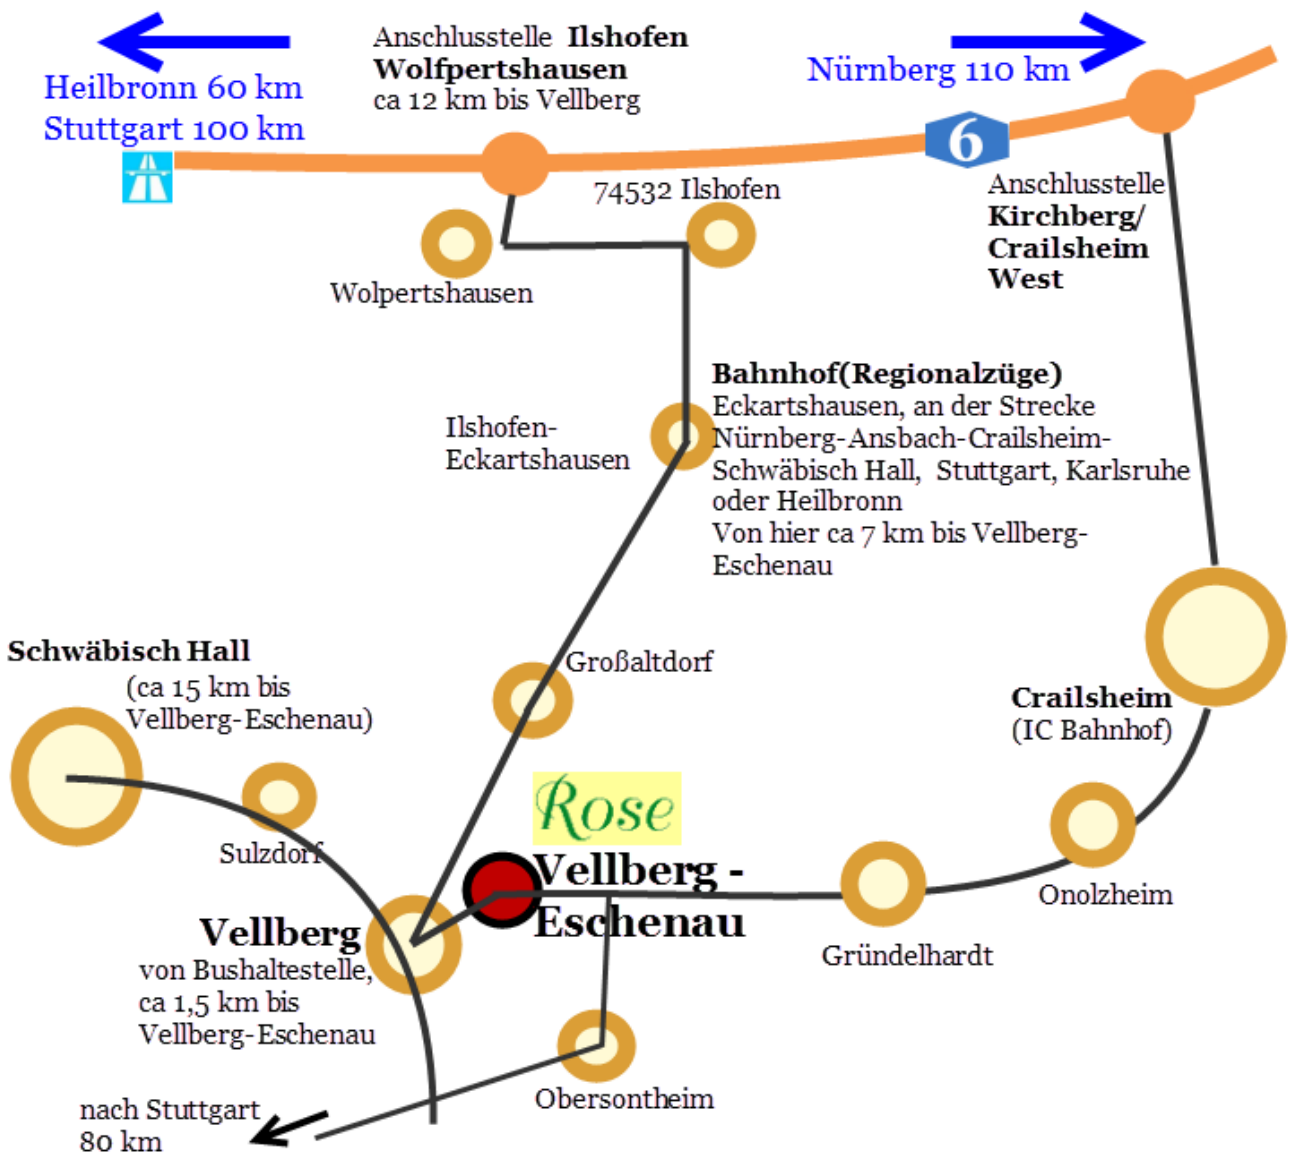 Heilbronn 60 km
Stuttgart 100 km
Anschlusstelle Ilshofen
Wolfpertshausen
ca 12 km bis Vellberg
Nürnberg 110 km
6
74532 Ilshofen
Wolpertshausen
Anschlusstelle
Kirchberg/
Crailsheim
West
Ilshofen-
Eckartshausen
Bahnhof(Regionalzüge)
Eckartshausen, an der Strecke
Nürnberg-Ansbach-Crailsheim-
Schwäbisch Hall, Stuttgart, Karlsruhe
oder Heilbronn
Von hier ca 7 km bis Vellberg-
Eschenau
Schwäbisch Hall
(ca 15 km bis
Vellberg-Eschenau)
Großaltdorf
Crailsheim
(IC Bahnhof)
Sulzdorf
Rose
Vellberg -
Eschenau
Onolzheim
Gründelhardt
Vellberg
von Bushaltestelle,
ca 1,5 km bis
Vellberg-Eschenau
Obersontheim
nach Stuttgart
80 km